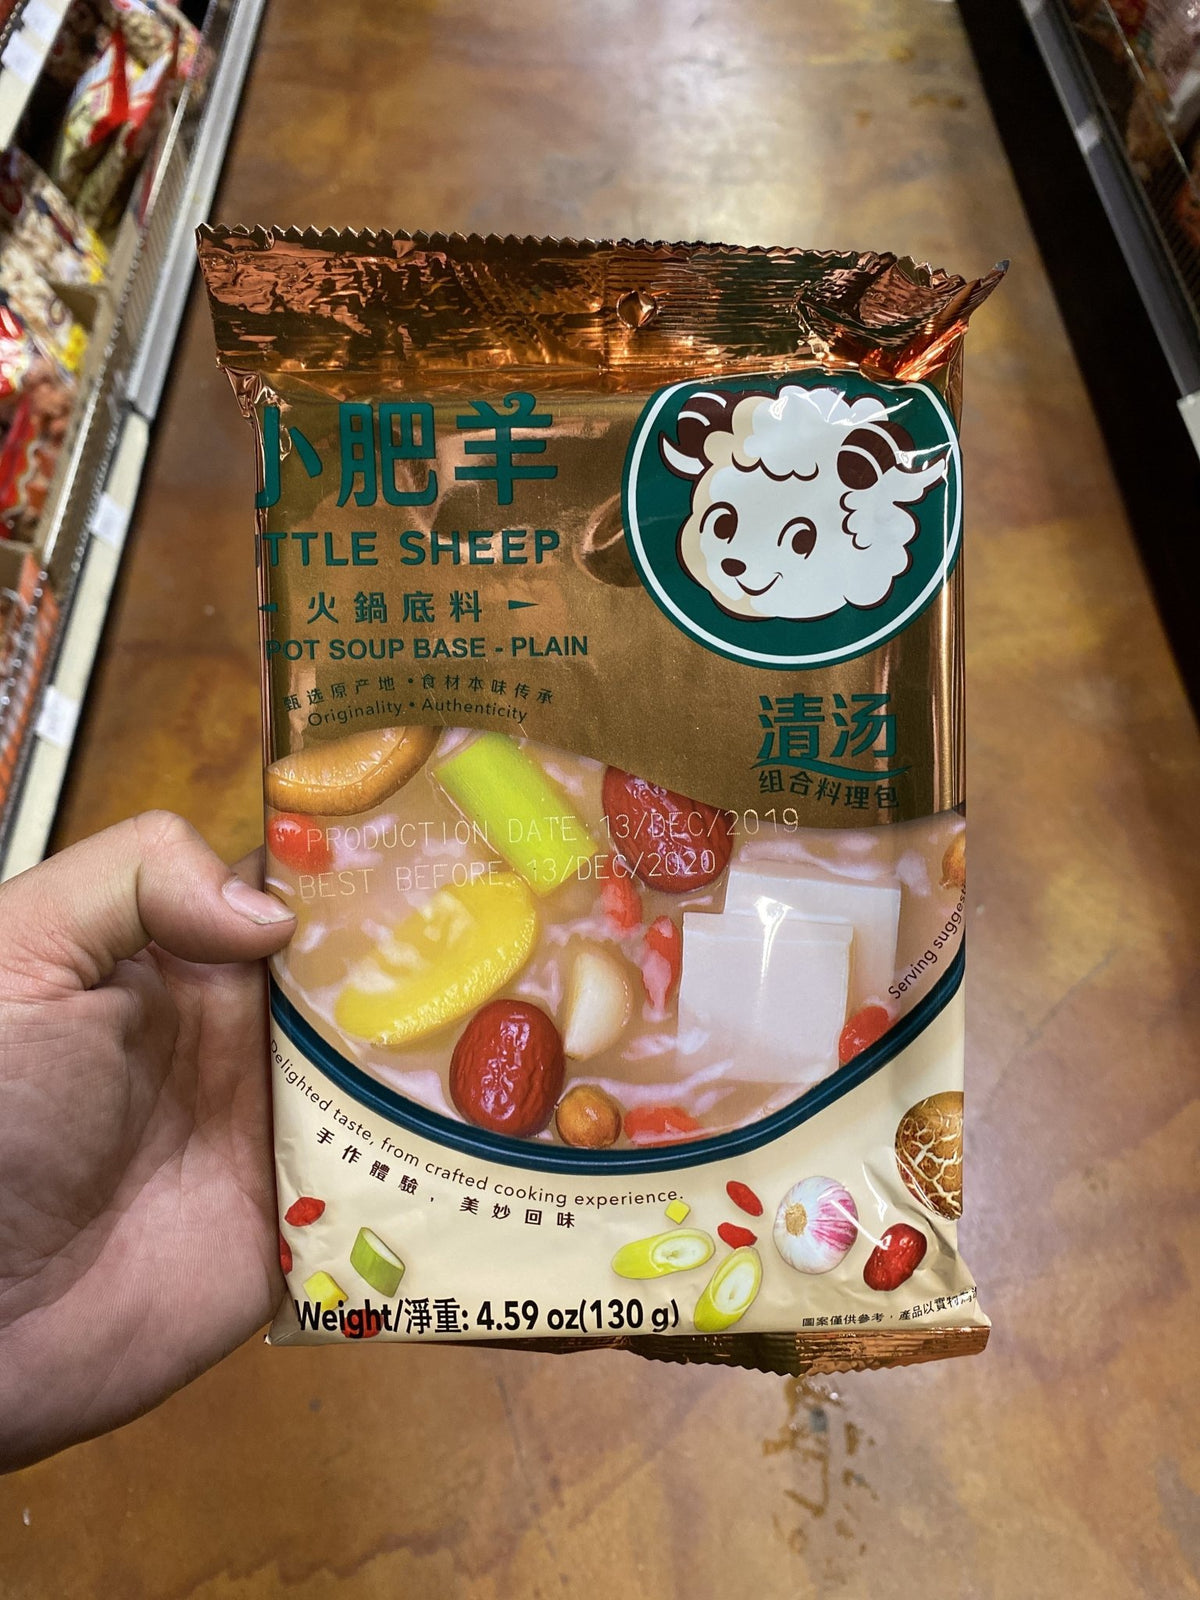 小肥羊
ITTLE SHEEP
火鍋底料
POT SOUP BASE - PLAIN
甄选原产地•食材本味传承
Originality • Authenticity
清汤
组合料理包
PRODUCTION DATE:13/DEC/2019
BEST BEFORE:13/DEC/2020
Serving suggest
Delighted taste, from crafted cooking experience.
手作體驗，美妙回味
Weight/淨重: 4.59 oz(130 g)
圖案僅供參考，產品以實物為